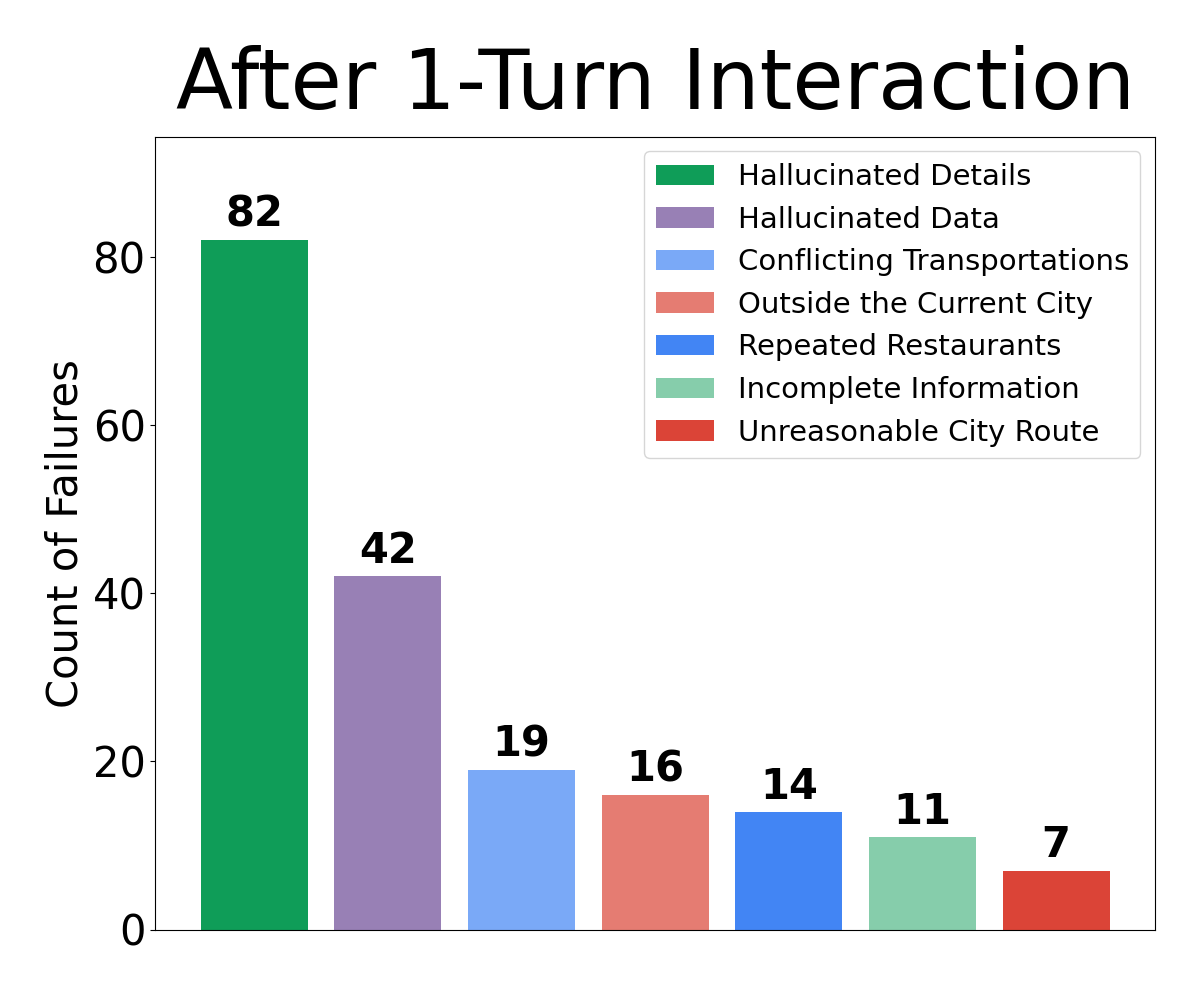 After 1-Turn Interaction
Count of Failures
80
60
40
20
0
82
42
19
16
14
11
7
Hallucinated Details
Hallucinated Data
Conflicting Transportations
Outside the Current City
Repeated Restaurants
Incomplete Information
Unreasonable City Route